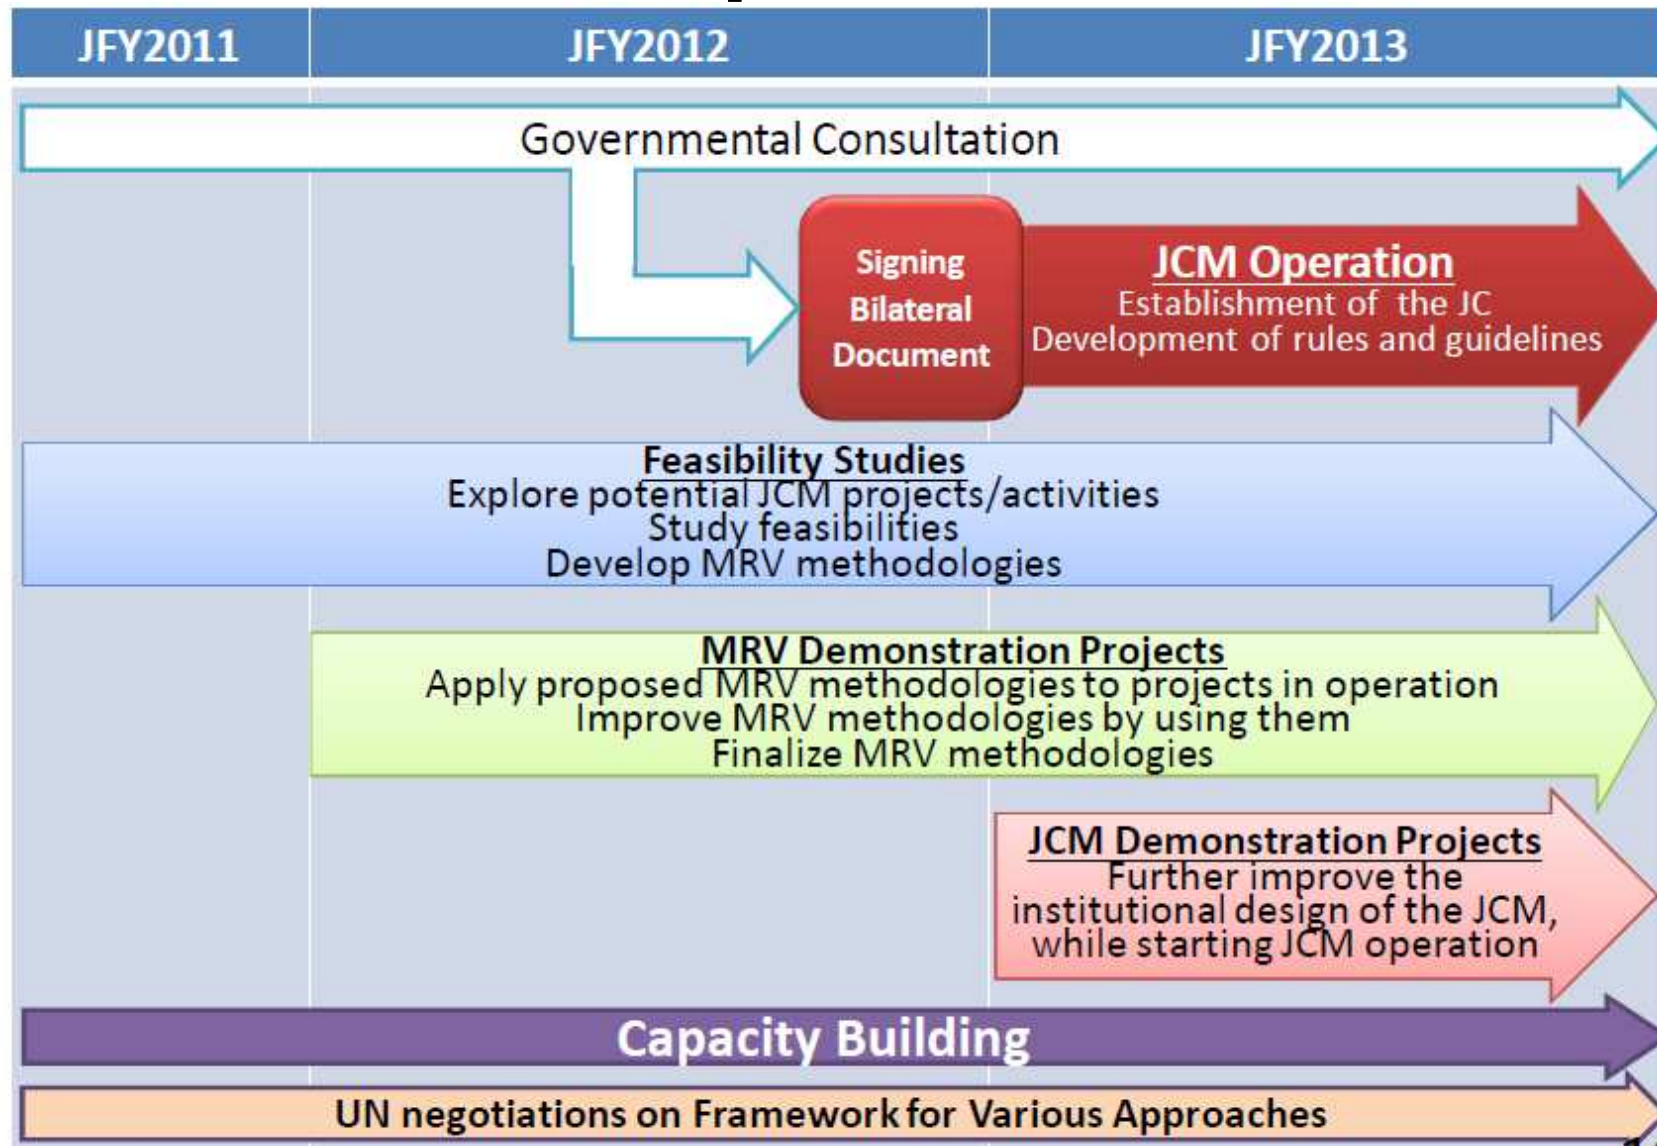 JFY2011 JFY2012 JFY2013
Governmental Consultation
Signing
Bilateral
Document
JCM Operation
Establishment of the JC
Development of rules and guidelines
Feasibility Studies
Explore potential JCM projects/activities
Study feasibilities
Develop MRV methodologies
MRV Demonstration Projects
Apply proposed MRV methodologies to projects in operation
Improve MRV methodologies by using them
Finalize MRV methodologies
JCM Demonstration Projects
Further improve the
institutional design of the JCM,
while starting JCM operation
Capacity Building
UN negotiations on Framework for Various Approaches